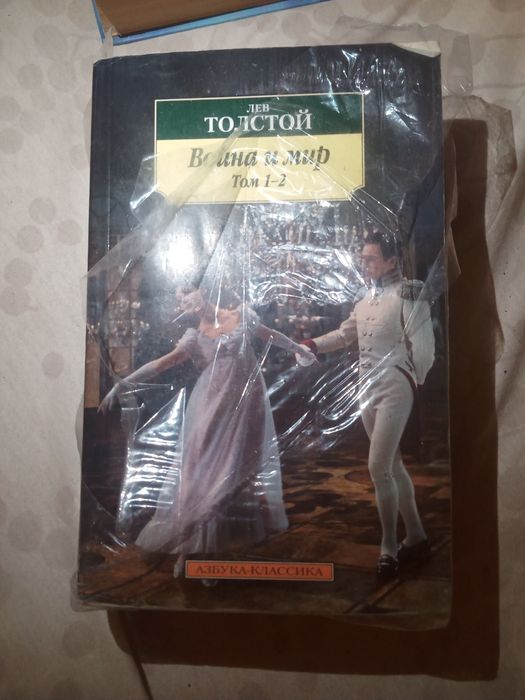 ЛЕВ
ТОЛСТОЙ
Война и мир
Том 1–2
АЗБУКА-КЛАССИКА